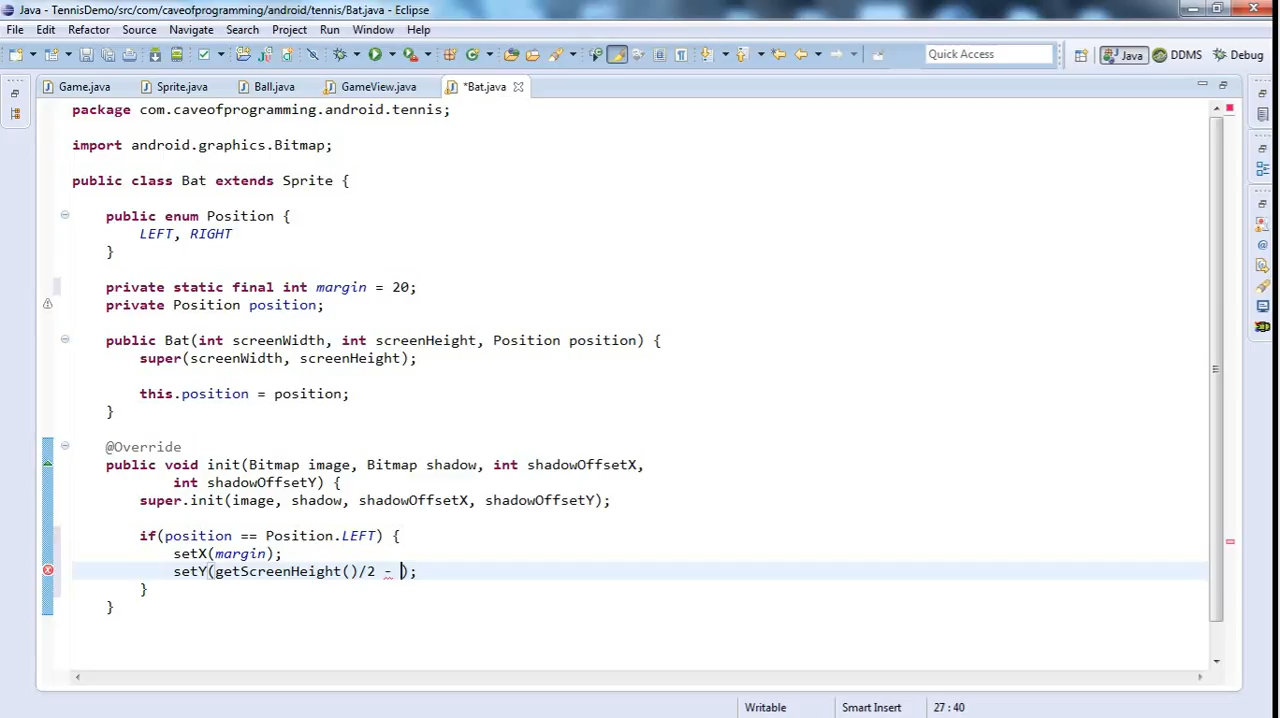 Java - TennisDemo/src/com/caveofprogramming/android/tennis/Bat.java - Eclipse
File Edit Refactor Source Navigate Search Project Run Window Help
Quick Access Java DDMS Debug
Game.java Sprite.java Ball.java GameView.java *Bat.java
package com.caveofprogramming.android.tennis;
import android.graphics.Bitmap;
public class Bat extends Sprite {
public enum Position {
LEFT, RIGHT
}
private static final int margin = 20;
private Position position;
public Bat(int screenWidth, int screenHeight, Position position) {
super(screenWidth, screenHeight);
this.position = position;
}
@Override
public void init(Bitmap image, Bitmap shadow, int shadowOffsetX,
int shadowOffsetY) {
super.init(image, shadow, shadowOffsetX, shadowOffsetY);
if(position == Position.LEFT) {
setX(margin);
setY(getScreenHeight()/2 - );
}
}
Writable Smart Insert 27 : 40